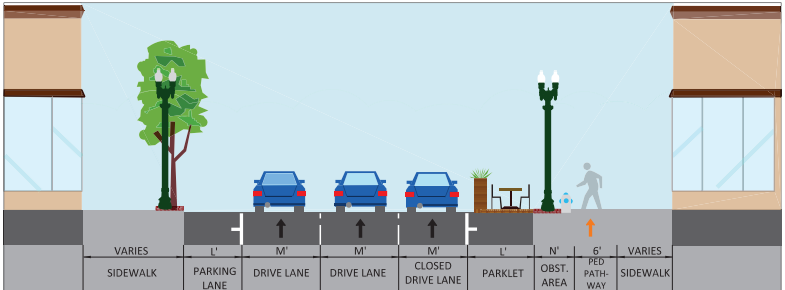 VARIES L' M' M' M' L' N' 6' VARIES
SIDEWALK
PARKING
LANE
DRIVE LANE
DRIVE LANE
CLOSED
DRIVE LANE
PARKLET
OBST.
AREA
PED
PATH-
WAY
SIDEWALK